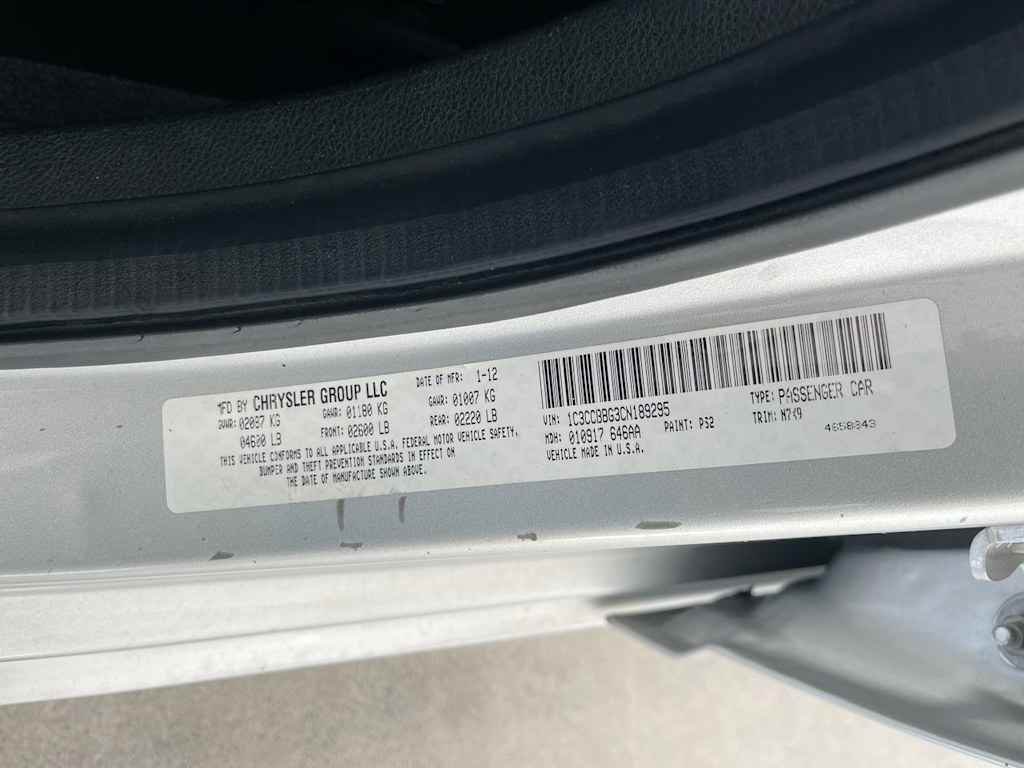 MFD BY CHRYSLER GROUP LLC
DATE OF MFR: 1-12
GVWR: 02087 KG
GAWR: 01180 KG
GAWR: 01007 KG
04600 LB
FRONT: 02600 LB
REAR: 02220 LB
THIS VEHICLE CONFORMS TO ALL APPLICABLE U.S.A. FEDERAL MOTOR VEHICLE SAFETY,
BUMPER AND THEFT PREVENTION STANDARDS IN EFFECT ON
THE DATE OF MANUFACTURE SHOWN ABOVE.
VIN: 1C3CCBBG3CN189295
TYPE: PASSENGER CAR
MDH: 010917 646AA
PAINT: PS2
TRIM:
VEHICLE MADE IN U.S.A.